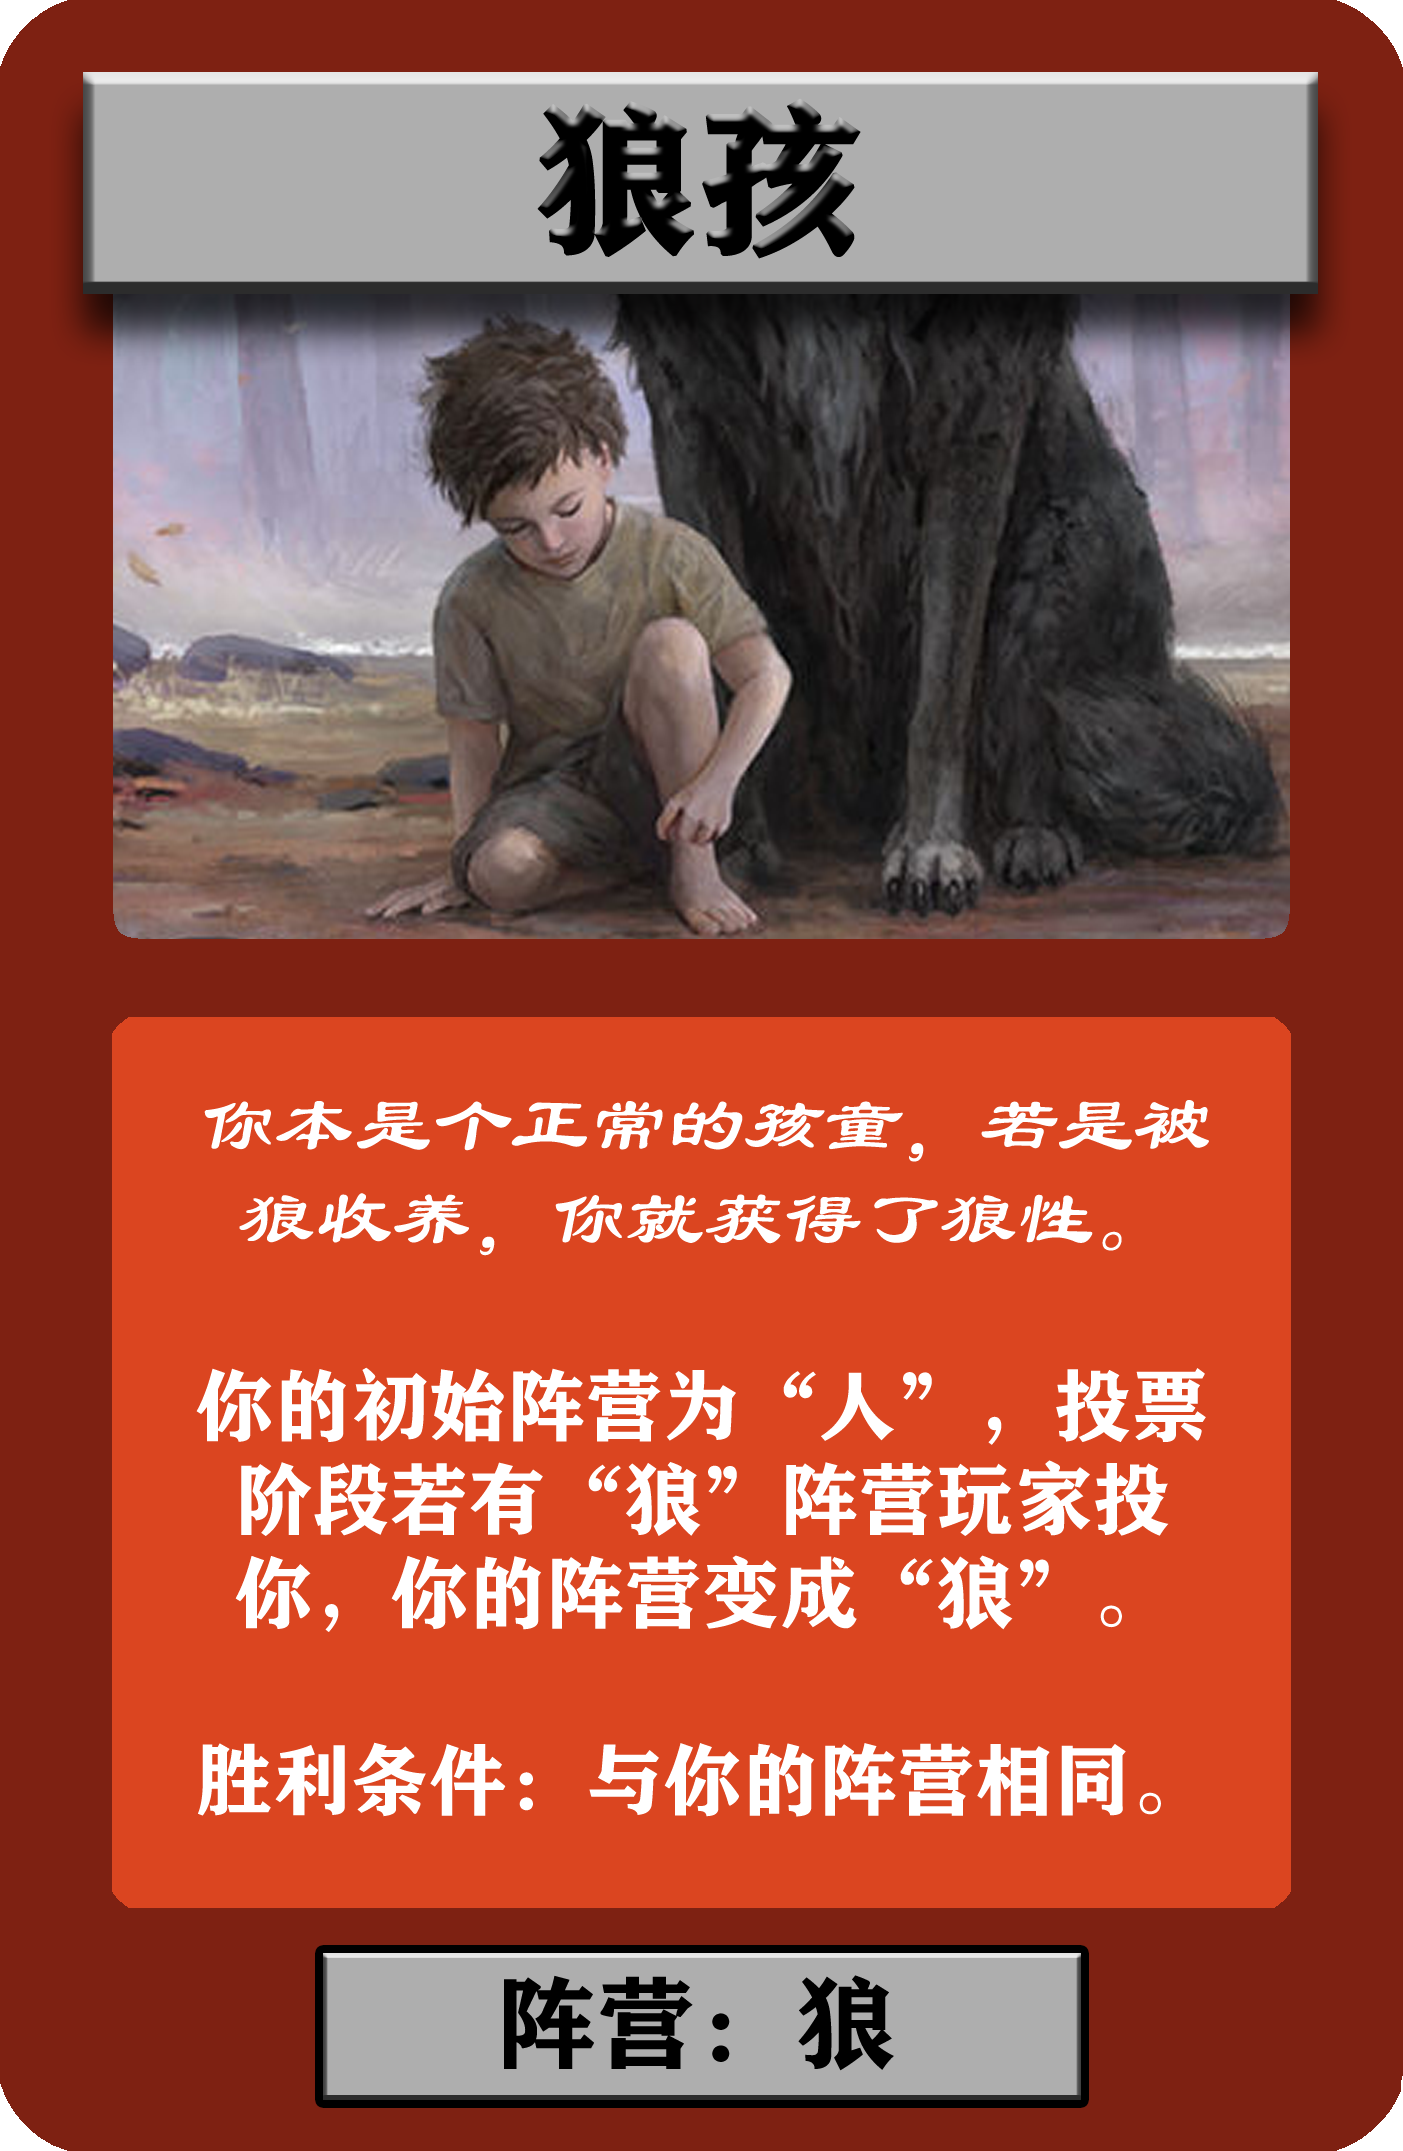 狼孩
你本是个正常的孩童，若是被
狼收养，你就获得了狼性。
你的初始阵营为“人”，投票
阶段若有“狼”阵营玩家投
你，你的阵营变成“狼”。
胜利条件：与你的阵营相同。
阵营：狼